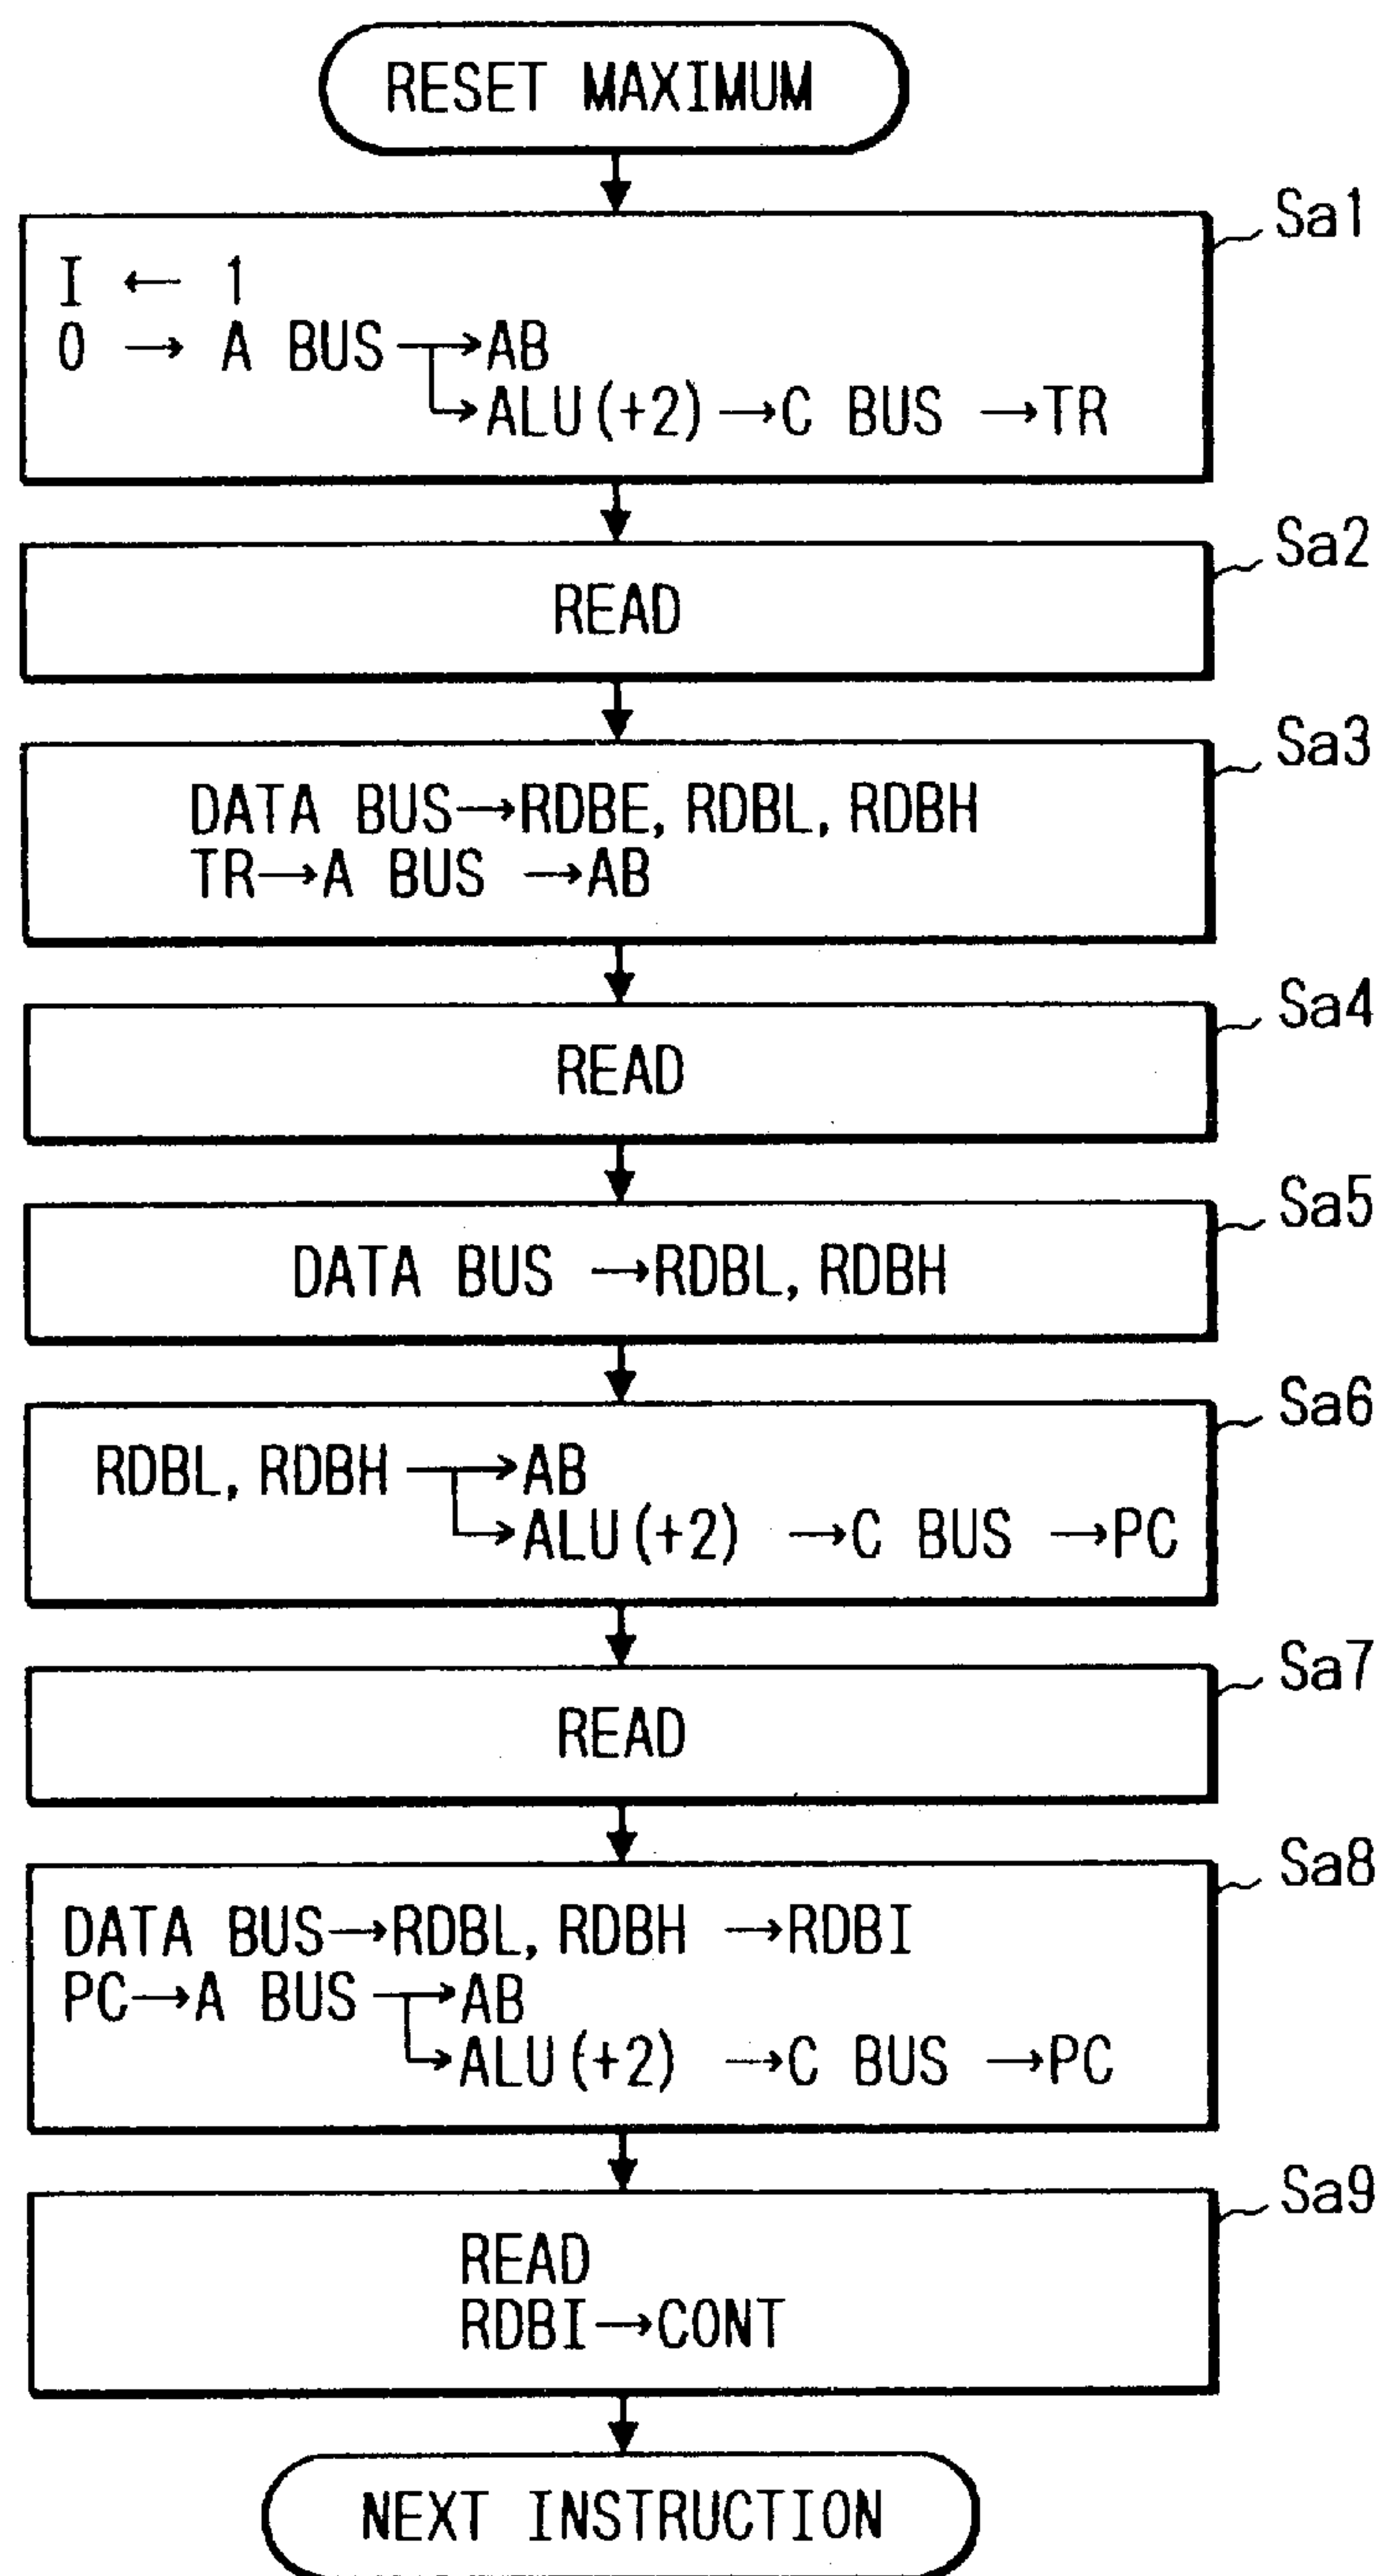 RESET MAXIMUM
Sa1
I ← 1
0 → A BUS → AB
→ ALU(+2) → C BUS → TR
Sa2
READ
Sa3
DATA BUS → RDBE, RDBL, RDBH
TR → A BUS → AB
Sa4
READ
Sa5
DATA BUS → RDBL, RDBH
Sa6
RDBL, RDBH → AB
→ ALU(+2) → C BUS → PC
Sa7
READ
Sa8
DATA BUS → RDBL, RDBH → RDBI
PC → A BUS → AB
→ ALU(+2) → C BUS → PC
Sa9
READ
RDBI → CONT
NEXT INSTRUCTION